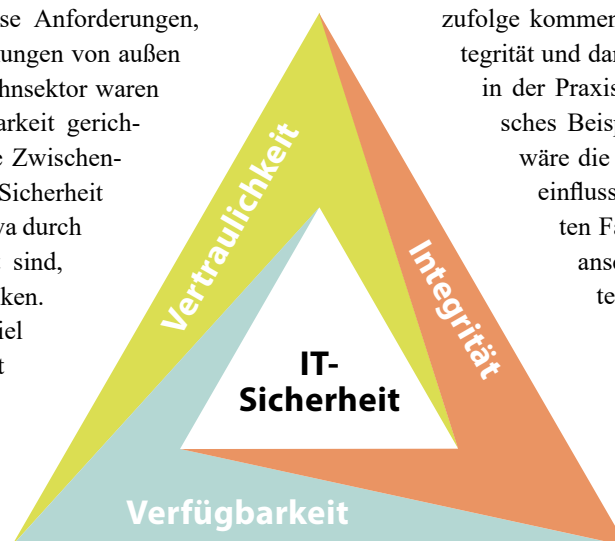 se Anforderungen,
ungen von außen
hnsektor waren
arkeit gerich-
e Zwischen-
Sicherheit
durch
sind,
ken.
iel
t
Vertraulichkeit
Integrität
IT-
Sicherheit
Verfügbarkeit
zufolge kommen
tegrität und dar
in der Praxis
sches Beisp
wäre die
einfluss
ten Fa
ans
te